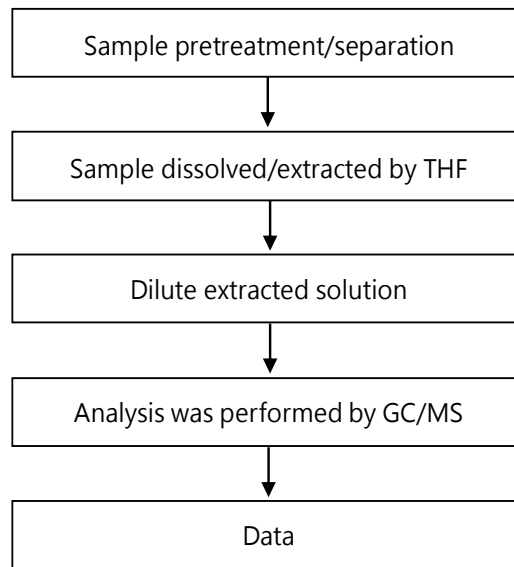 Sample pretreatment/separation
Sample dissolved/extracted by THF
Dilute extracted solution
Analysis was performed by GC/MS
Data